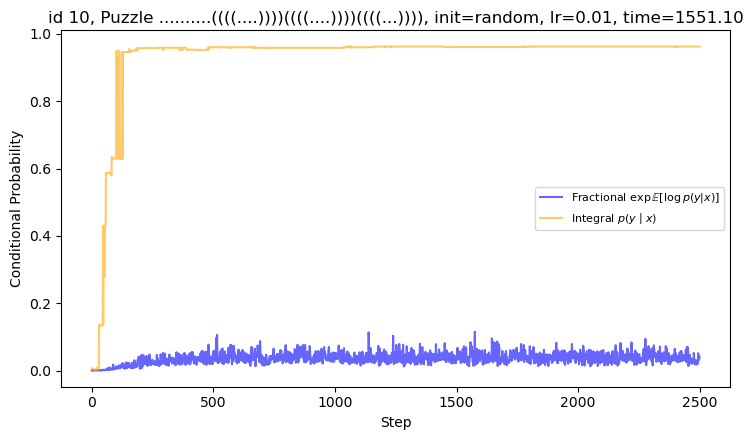 id 10, Puzzle ..........((((....))))((((....))))((((...)))), init=random, lr=0.01, time=1551.10
1.0
0.8
0.6
0.4
0.2
0.0
Conditional Probability
Fractional exp𝔼[log p(y|x)]
Integral p(y | x)
0
500
1000
1500
2000
2500
Step